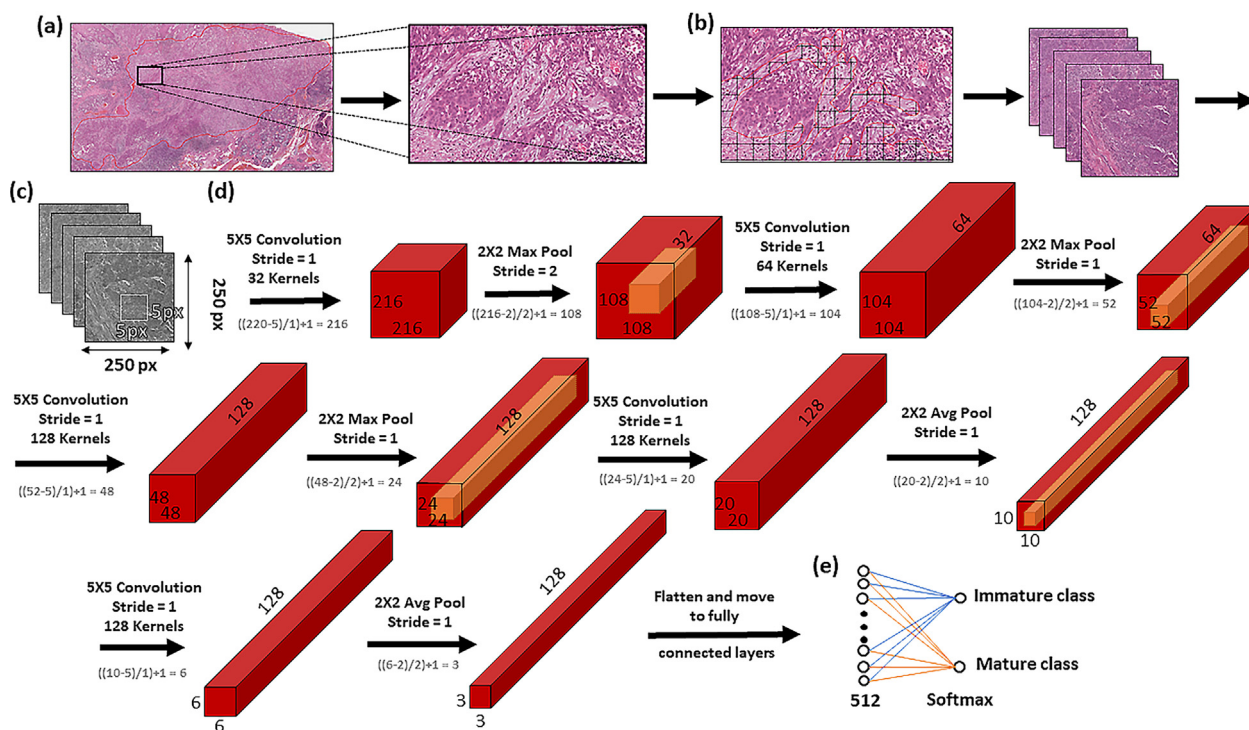 (a)
(b)
(c)
(d)
5px
5px
250 px
250 px
5X5 Convolution
Stride = 1
32 Kernels
((220-5)/1)+1 = 216
216
216
2X2 Max Pool
Stride = 2
((216-2)/2)+1 = 108
32
108
108
5X5 Convolution
Stride = 1
64 Kernels
((108-5)/1)+1 = 104
64
104
104
2X2 Max Pool
Stride = 1
((104-2)/2)+1 = 52
64
52
52
5X5 Convolution
Stride = 1
128 Kernels
((52-5)/1)+1 = 48
128
48
48
2X2 Max Pool
Stride = 1
((48-2)/2)+1 = 24
128
24
24
5X5 Convolution
Stride = 1
128 Kernels
((24-5)/1)+1 = 20
128
20
20
2X2 Avg Pool
Stride = 1
((20-2)/2)+1 = 10
128
10
10
5X5 Convolution
Stride = 1
128 Kernels
((10-5)/1)+1 = 6
128
6
6
2X2 Avg Pool
Stride = 1
((6-2)/2)+1 = 3
128
3
3
Flatten and move
to fully
connected layers
(e)
Immature class
Mature class
512
Softmax